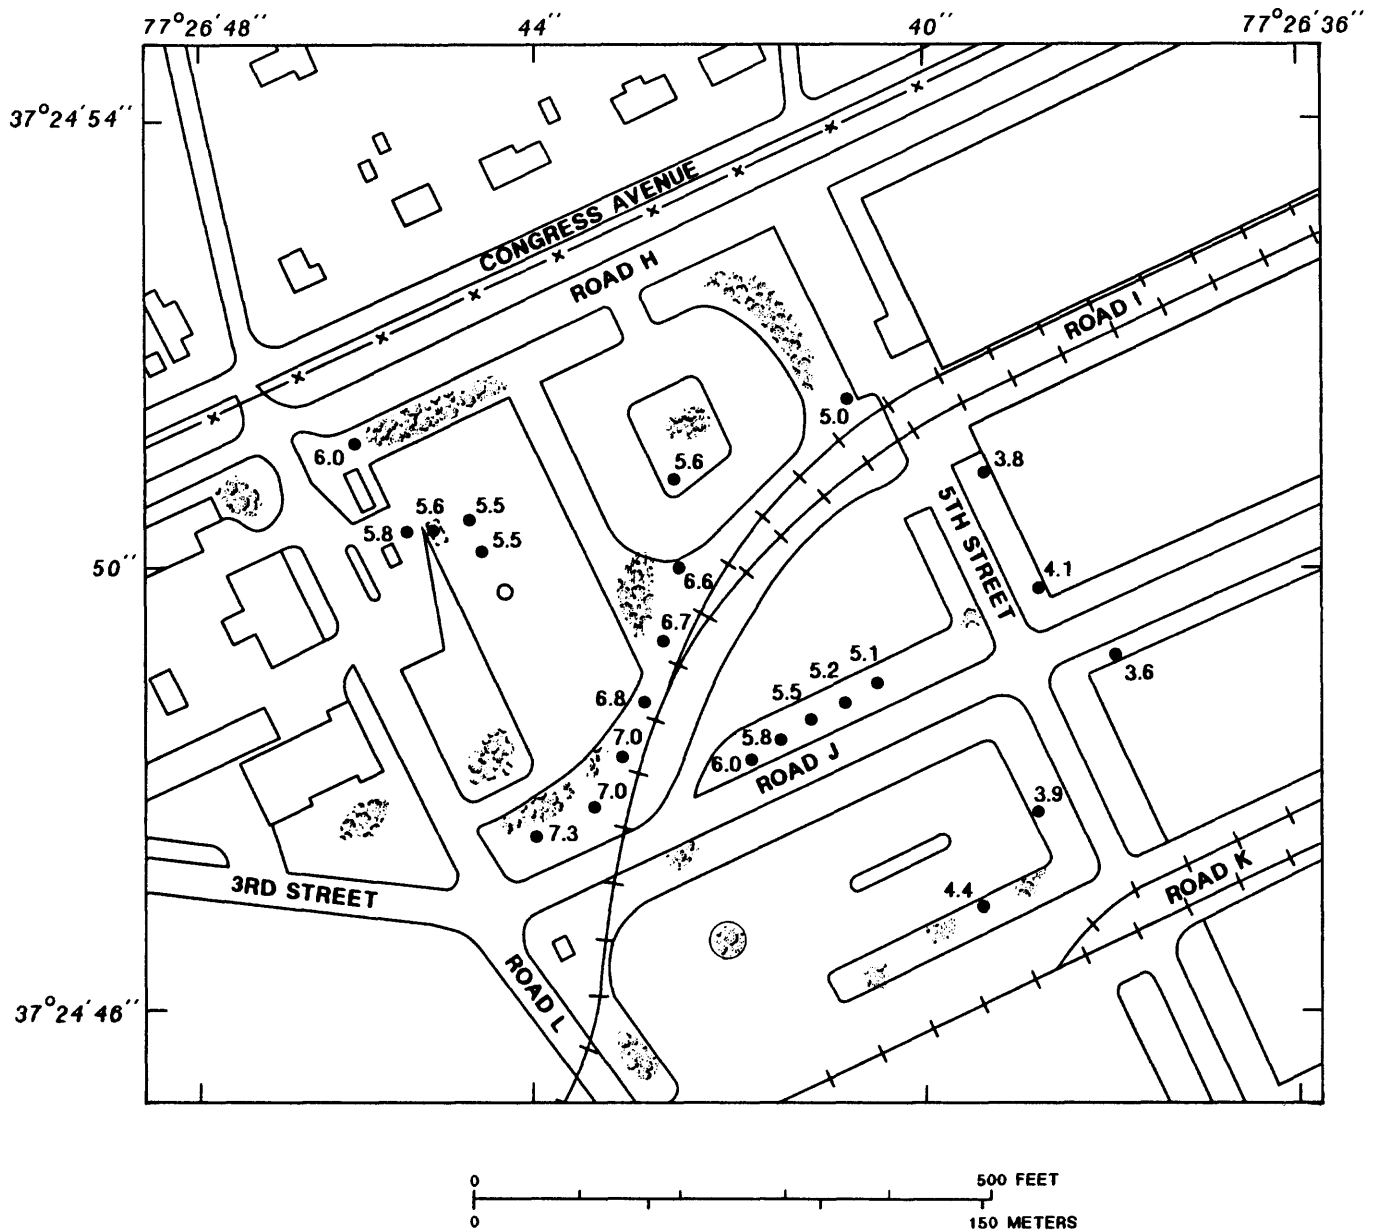 77°26'48'' 44'' 40'' 77°26'36''
37°24'54''
CONGRESS AVENUE
ROAD H
ROAD I
5.0
6.0
5.6
3.8
5.6 5.5
5.8
5.5
5TH STREET
50''
6.6
4.1
6.7
5.1
5.2
3.6
5.5
6.8
7.0
5.8
6.0
ROAD J
7.0
3.9
7.3
3RD STREET
4.4
ROAD K
ROAD L
37°24'46''
0 500 FEET
0 150 METERS